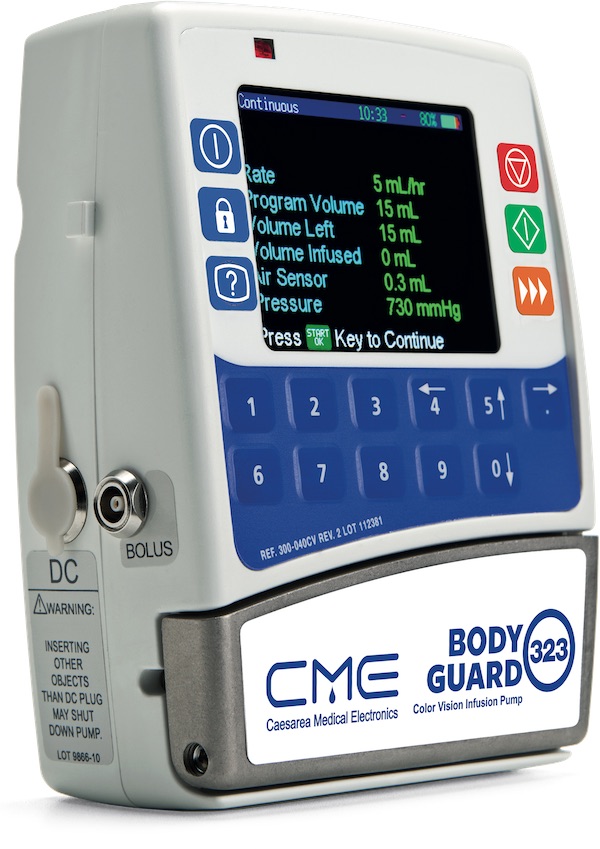 Continuous 10:33 80%
Rate 5 mL/hr
Program Volume 15 mL
Volume Left 15 mL
Volume Infused 0 mL
Air Sensor 0.3 mL
Pressure 730 mmHg
Press START OK Key to Continue
?
1 2 3 4 5 .
6 7 8 9 0
REF. 300-040CV REV. 2 LOT 112381
BOLUS
DC
WARNING:
INSERTING
OTHER
OBJECTS
THAN DC PLUG
MAY SHUT
DOWN PUMP.
LOT 9866-10
CME
Caesarea Medical Electronics
BODY
GUARD 323
Color Vision Infusion Pump